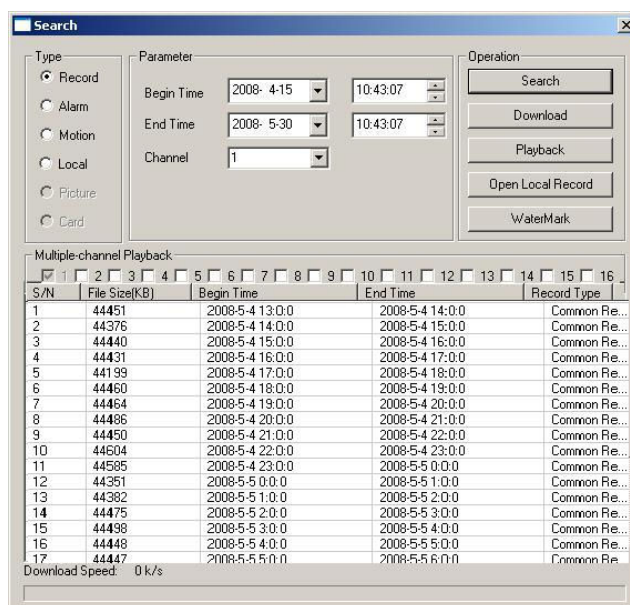 Search
Type
Record
Alarm
Motion
Local
Picture
Card
Parameter
Begin Time 2008- 4-15 10:43:07
End Time 2008- 5-30 10:43:07
Channel 1
Operation
Search
Download
Playback
Open Local Record
WaterMark
Multiple-channel Playback
1 2 3 4 5 6 7 8 9 10 11 12 13 14 15 16
S/N File Size(KB) Begin Time End Time Record Type
1 44451 2008-5-4 13:0:0 2008-5-4 14:0:0 Common Re...
2 44376 2008-5-4 14:0:0 2008-5-4 15:0:0 Common Re...
3 44440 2008-5-4 15:0:0 2008-5-4 16:0:0 Common Re...
4 44431 2008-5-4 16:0:0 2008-5-4 17:0:0 Common Re...
5 44199 2008-5-4 17:0:0 2008-5-4 18:0:0 Common Re...
6 44460 2008-5-4 18:0:0 2008-5-4 19:0:0 Common Re...
7 44464 2008-5-4 19:0:0 2008-5-4 20:0:0 Common Re...
8 44486 2008-5-4 20:0:0 2008-5-4 21:0:0 Common Re...
9 44450 2008-5-4 21:0:0 2008-5-4 22:0:0 Common Re...
10 44604 2008-5-4 22:0:0 2008-5-4 23:0:0 Common Re...
11 44585 2008-5-4 23:0:0 2008-5-5 0:0:0 Common Re...
12 44351 2008-5-5 0:0:0 2008-5-5 1:0:0 Common Re...
13 44382 2008-5-5 1:0:0 2008-5-5 2:0:0 Common Re...
14 44475 2008-5-5 2:0:0 2008-5-5 3:0:0 Common Re...
15 44498 2008-5-5 3:0:0 2008-5-5 4:0:0 Common Re...
16 44448 2008-5-5 4:0:0 2008-5-5 5:0:0 Common Re...
17 44447 2008-5-5 5:0:0 2008-5-5 6:0:0 Common Re...
Download Speed: 0 k/s